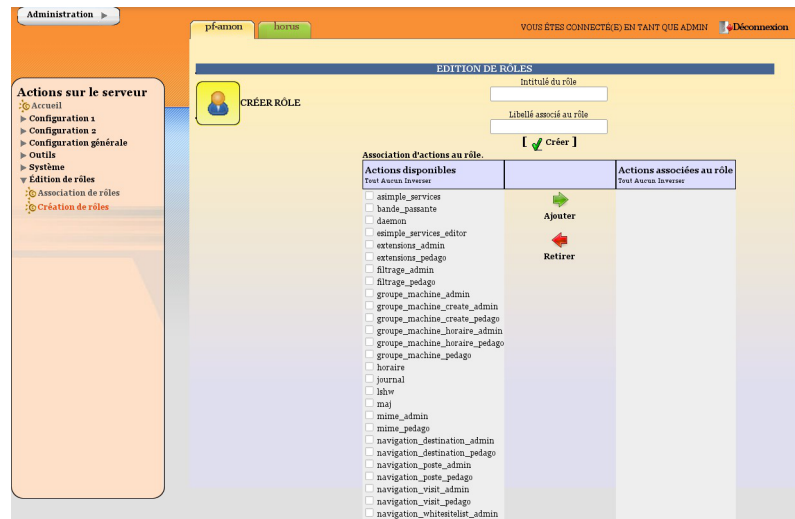 Administration
pf-amon
horus
VOUS ÊTES CONNECTÉ(E) EN TANT QUE ADMIN
Déconnexion
Actions sur le serveur
Accueil
Configuration 1
Configuration 2
Configuration générale
Outils
Système
Édition de rôles
Association de rôles
Création de rôles
EDITION DE RÔLES
CRÉER RÔLE
Intitulé du rôle
Libellé associé au rôle
[ Créer ]
Association d'actions au rôle.
Actions disponibles
Tout Aucun Inverser
Actions associées au rôle
Tout Aucun Inverser
Ajouter
Retirer
asimple_services
bande_passante
daemon
esimple_services_editor
extensions_admin
extensions_pedago
filtrage_admin
filtrage_pedago
groupe_machine_admin
groupe_machine_create_admin
groupe_machine_create_pedago
groupe_machine_horaire_admin
groupe_machine_horaire_pedago
groupe_machine_pedago
horaire
journal
lshw
maj
mime_admin
mime_pedago
navigation_destination_admin
navigation_destination_pedago
navigation_poste_admin
navigation_poste_pedago
navigation_visit_admin
navigation_visit_pedago
navigation_whitesitelist_admin